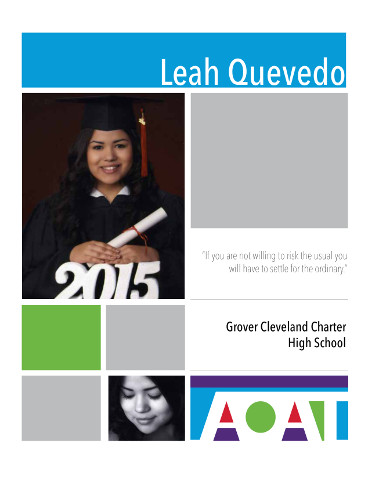 Leah Quevedo
2015
"If you are not willing to risk the usual you
will have to settle for the ordinary."
Grover Cleveland Charter
High School
AOAT